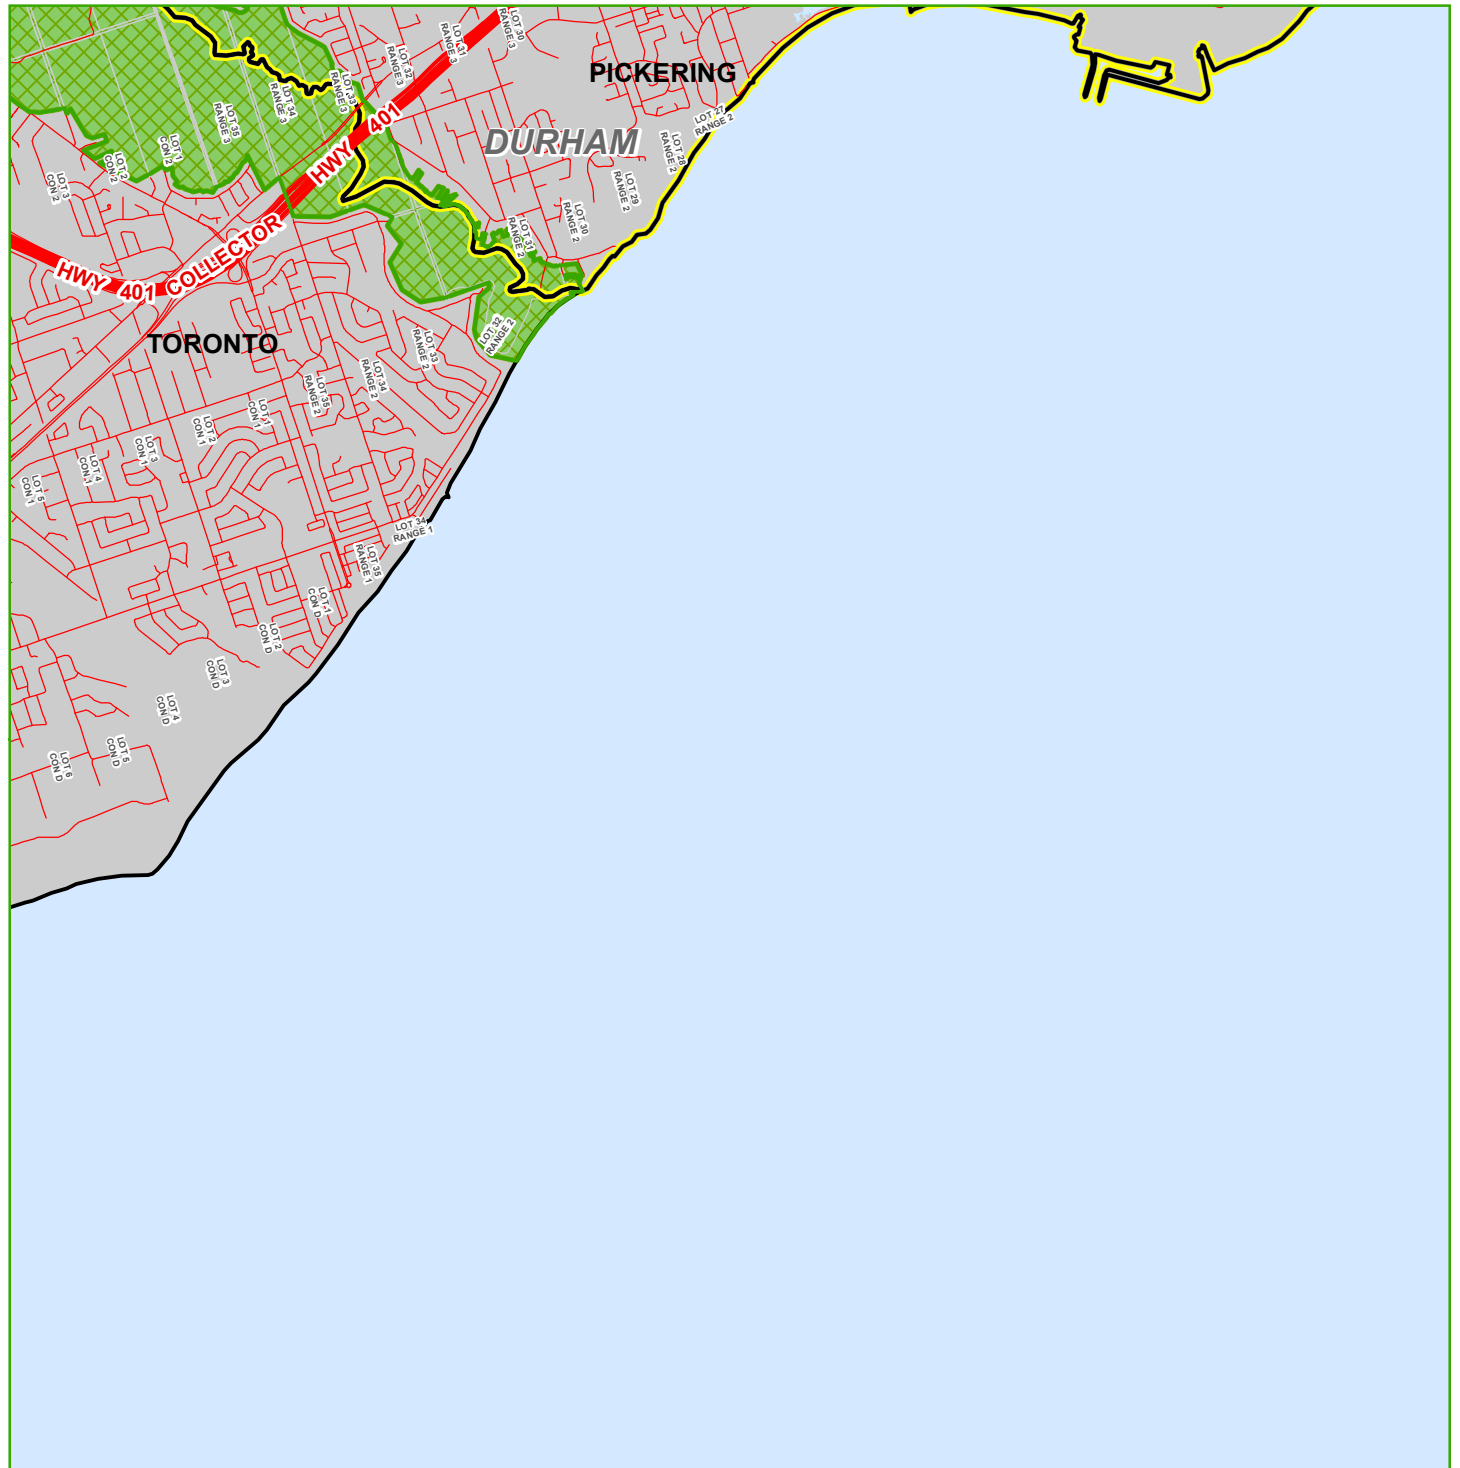 LOT 30
RANGE 3
LOT 31
RANGE 3
LOT 32
RANGE 3
LOT 33
RANGE 3
LOT 34
RANGE 3
LOT 35
RANGE 3
LOT 1
CON 2
LOT 2
CON 2
LOT 3
CON 2
PICKERING
DURHAM
LOT 27
RANGE 2
LOT 28
RANGE 2
LOT 29
RANGE 2
LOT 30
RANGE 2
LOT 31
RANGE 2
HWY 401
HWY 401 COLLECTOR
TORONTO
LOT 32
RANGE 2
LOT 33
RANGE 2
LOT 34
RANGE 2
LOT 35
RANGE 2
LOT 1
CON 1
LOT 2
CON 1
LOT 3
CON 1
LOT 4
CON 1
LOT 5
CON 1
LOT 34
RANGE 1
LOT 35
RANGE 1
LOT 1
CON D
LOT 2
CON D
LOT 3
CON D
LOT 4
CON D
LOT 5
CON D
LOT 6
CON D